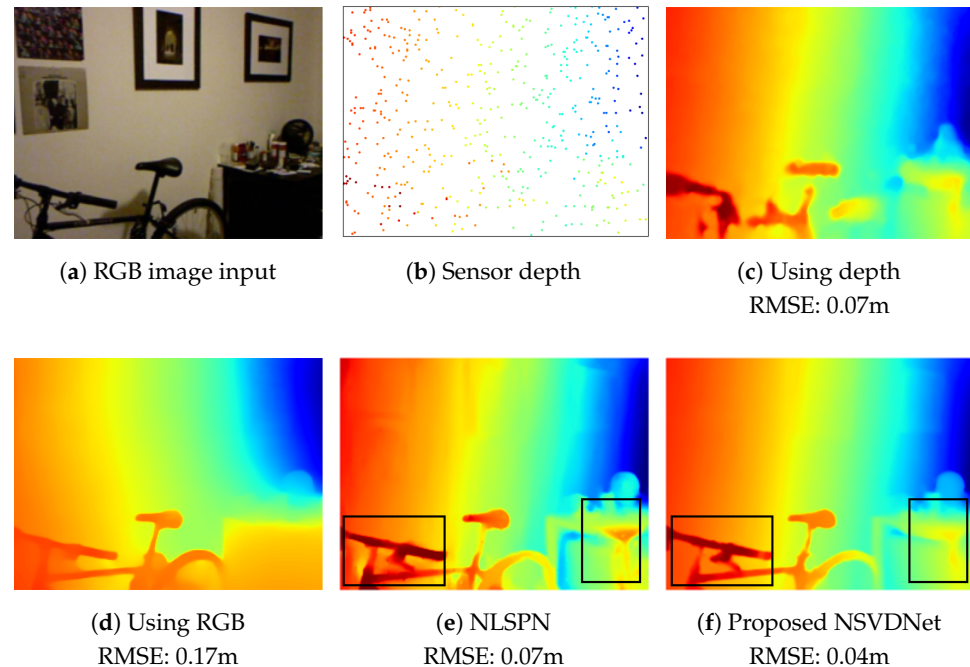 (a) RGB image input
(b) Sensor depth
(c) Using depth
RMSE: 0.07m
(d) Using RGB
RMSE: 0.17m
(e) NLSPN
RMSE: 0.07m
(f) Proposed NSVDNet
RMSE: 0.04m